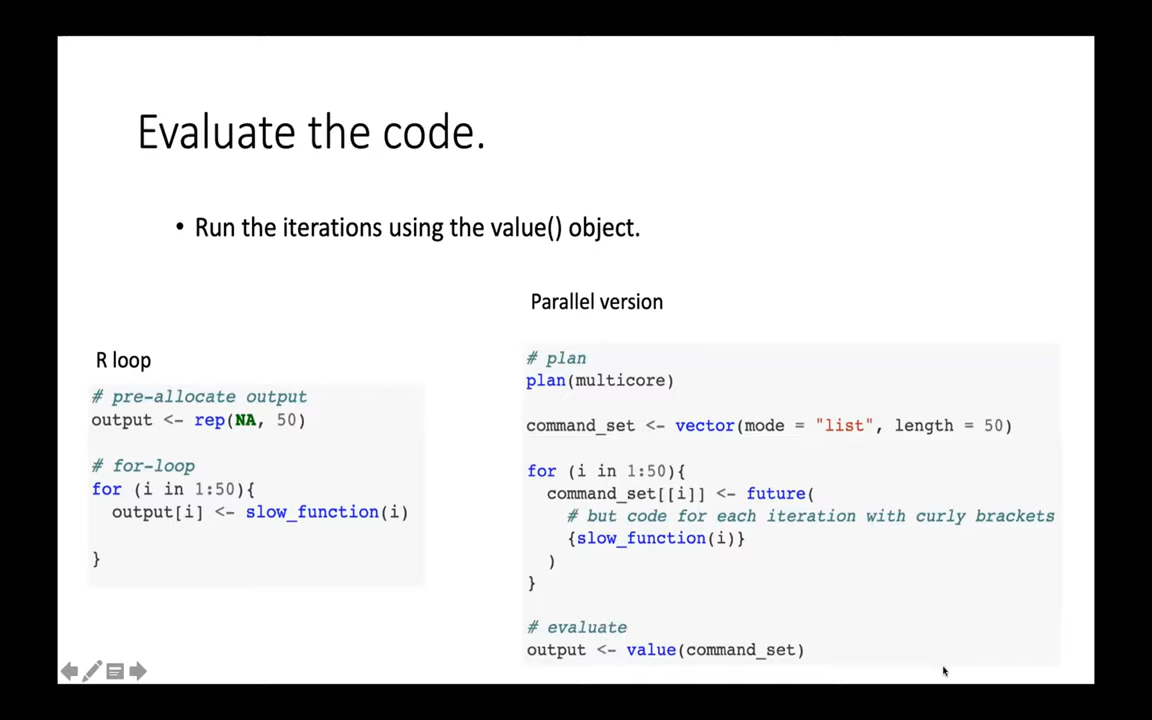 Evaluate the code.
• Run the iterations using the value() object.
R loop
# pre-allocate output
output <- rep(NA, 50)
# for-loop
for (i in 1:50){
output[i] <- slow_function(i)
}
Parallel version
# plan
plan(multicore)
command_set <- vector(mode = "list", length = 50)
for (i in 1:50){
command_set[[i]] <- future(
# but code for each iteration with curly brackets
{slow_function(i)}
)
}
# evaluate
output <- value(command_set)